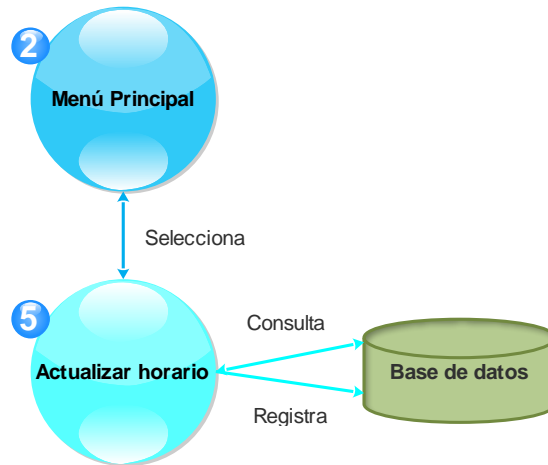 2
Menú Principal
Selecciona
5
Actualizar horario
Consulta
Base de datos
Registra